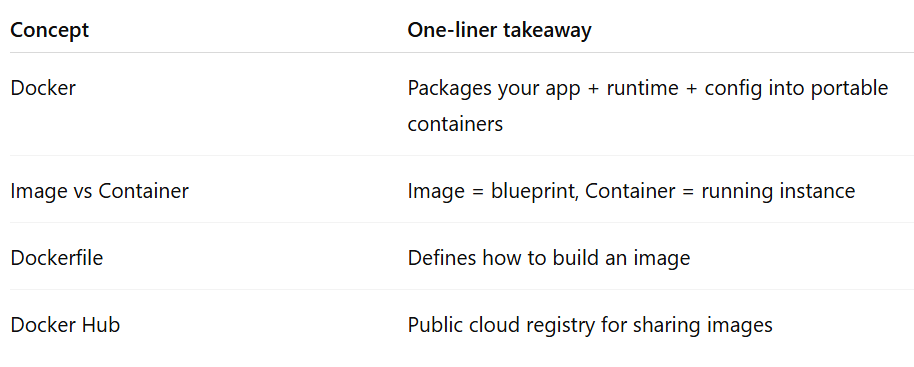 Concept One-liner takeaway
Docker Packages your app + runtime + config into portable
containers
Image vs Container Image = blueprint, Container = running instance
Dockerfile Defines how to build an image
Docker Hub Public cloud registry for sharing images